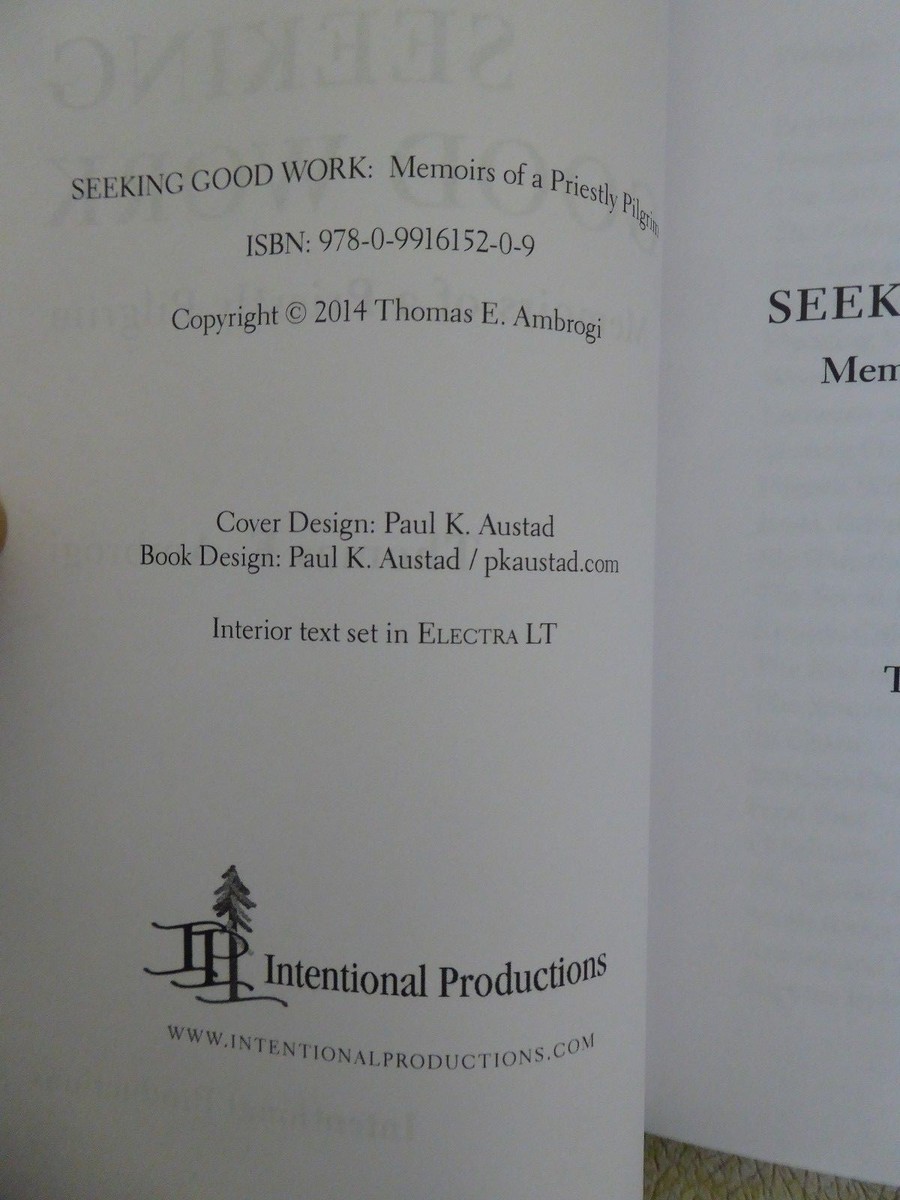 SEEKING GOOD WORK: Memoirs of a Priestly Pilgrim
ISBN: 978-0-9916152-0-9
Copyright © 2014 Thomas E. Ambrogi
Cover Design: Paul K. Austad
Book Design: Paul K. Austad / pkaustad.com
Interior text set in ELECTRA LT
IP Intentional Productions
WWW.INTENTIONALPRODUCTIONS.COM
SEEK
Mem
T